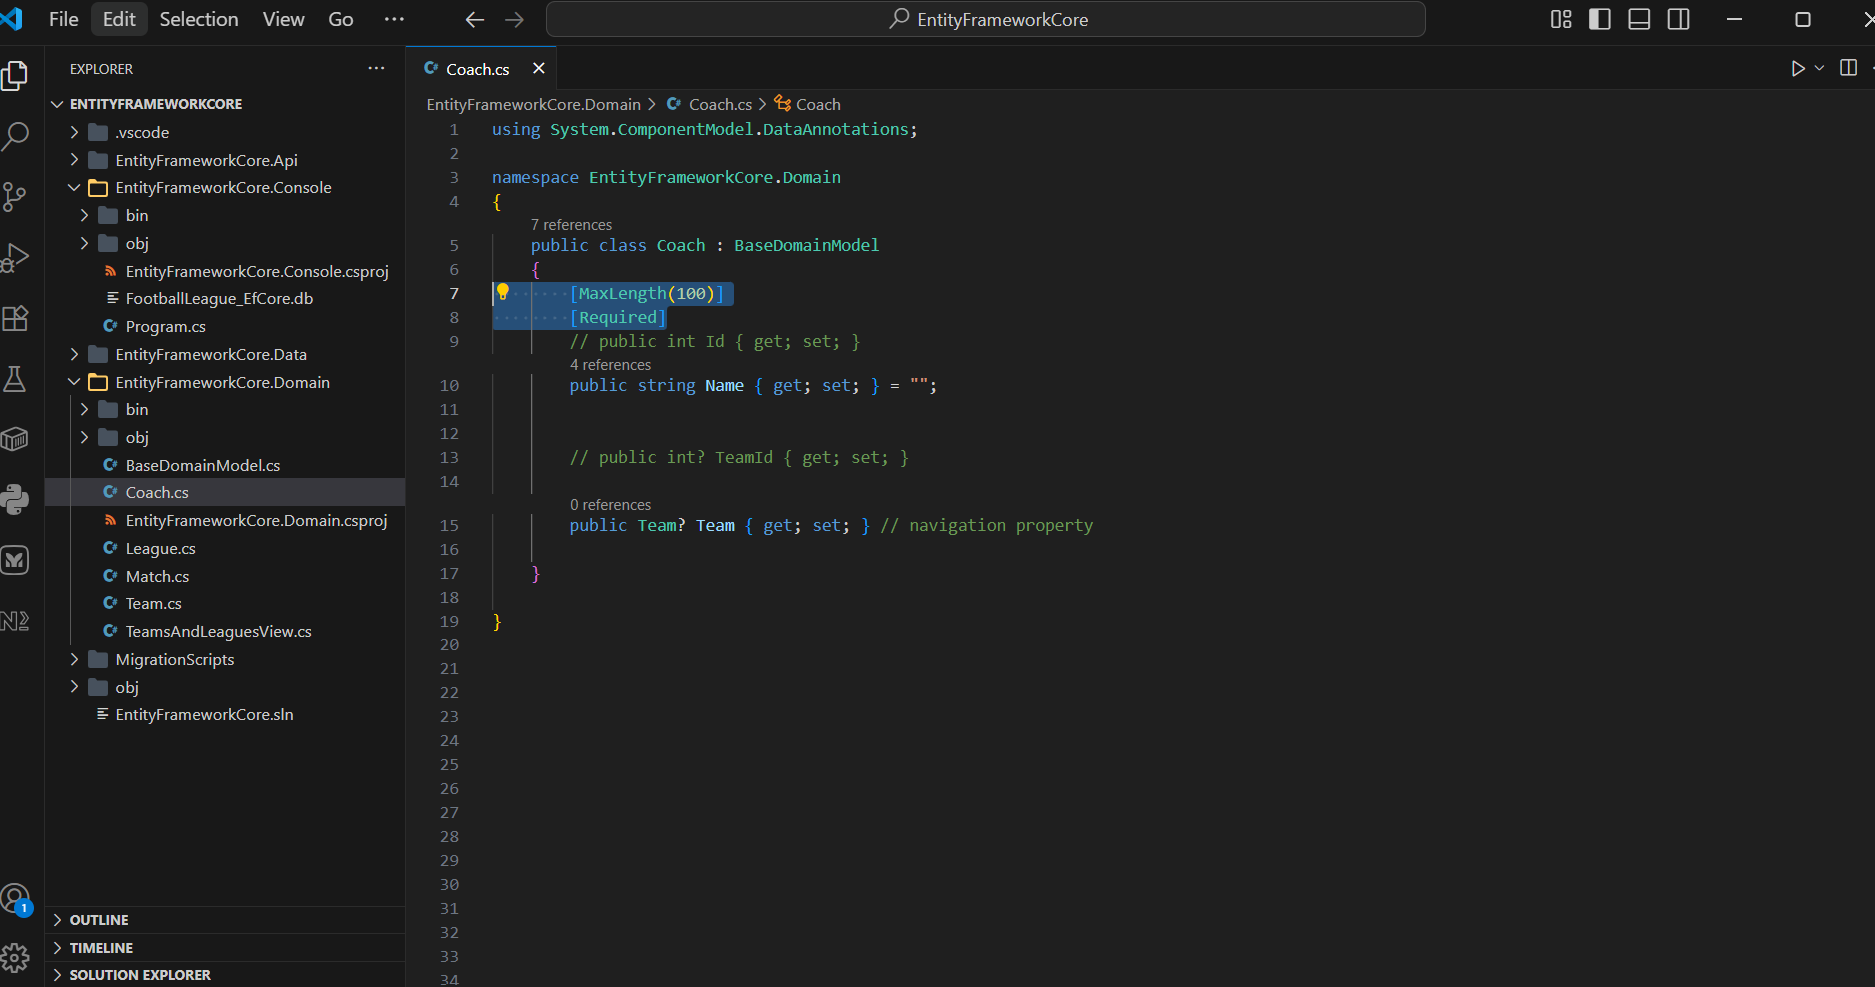 File Edit Selection View Go ··· EntityFrameworkCore
EXPLORER ···
ENTITYFRAMEWORKCORE
.vscode
EntityFrameworkCore.Api
EntityFrameworkCore.Console
bin
obj
EntityFrameworkCore.Console.csproj
FootballLeague_EfCore.db
Program.cs
EntityFrameworkCore.Data
EntityFrameworkCore.Domain
bin
obj
BaseDomainModel.cs
Coach.cs
EntityFrameworkCore.Domain.csproj
League.cs
Match.cs
Team.cs
TeamsAndLeaguesView.cs
MigrationScripts
obj
EntityFrameworkCore.sln
1
OUTLINE
TIMELINE
SOLUTION EXPLORER
Coach.cs
EntityFrameworkCore.Domain > Coach.cs > Coach
1 using System.ComponentModel.DataAnnotations;
2
3 namespace EntityFrameworkCore.Domain
4 {
7 references
5 public class Coach : BaseDomainModel
6 {
7 [MaxLength(100)]
8 [Required]
9 // public int Id { get; set; }
4 references
10 public string Name { get; set; } = "";
11
12
13 // public int? TeamId { get; set; }
14
0 references
15 public Team? Team { get; set; } // navigation property
16
17 }
18
19 }
20
21
22
23
24
25
26
27
28
29
30
31
32
33
34